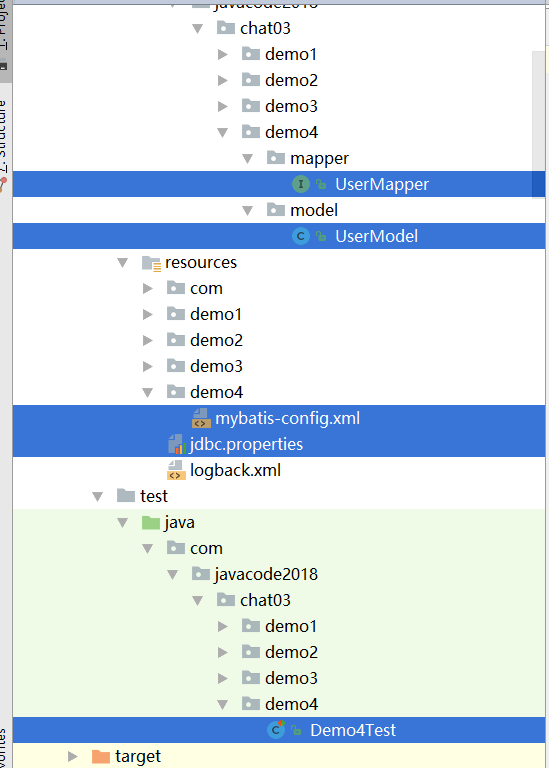 javacode2018
chat03
demo1
demo2
demo3
demo4
mapper
UserMapper
model
UserModel
resources
com
demo1
demo2
demo3
demo4
mybatis-config.xml
jdbc.properties
logback.xml
test
java
com
javacode2018
chat03
demo1
demo2
demo3
demo4
Demo4Test
target